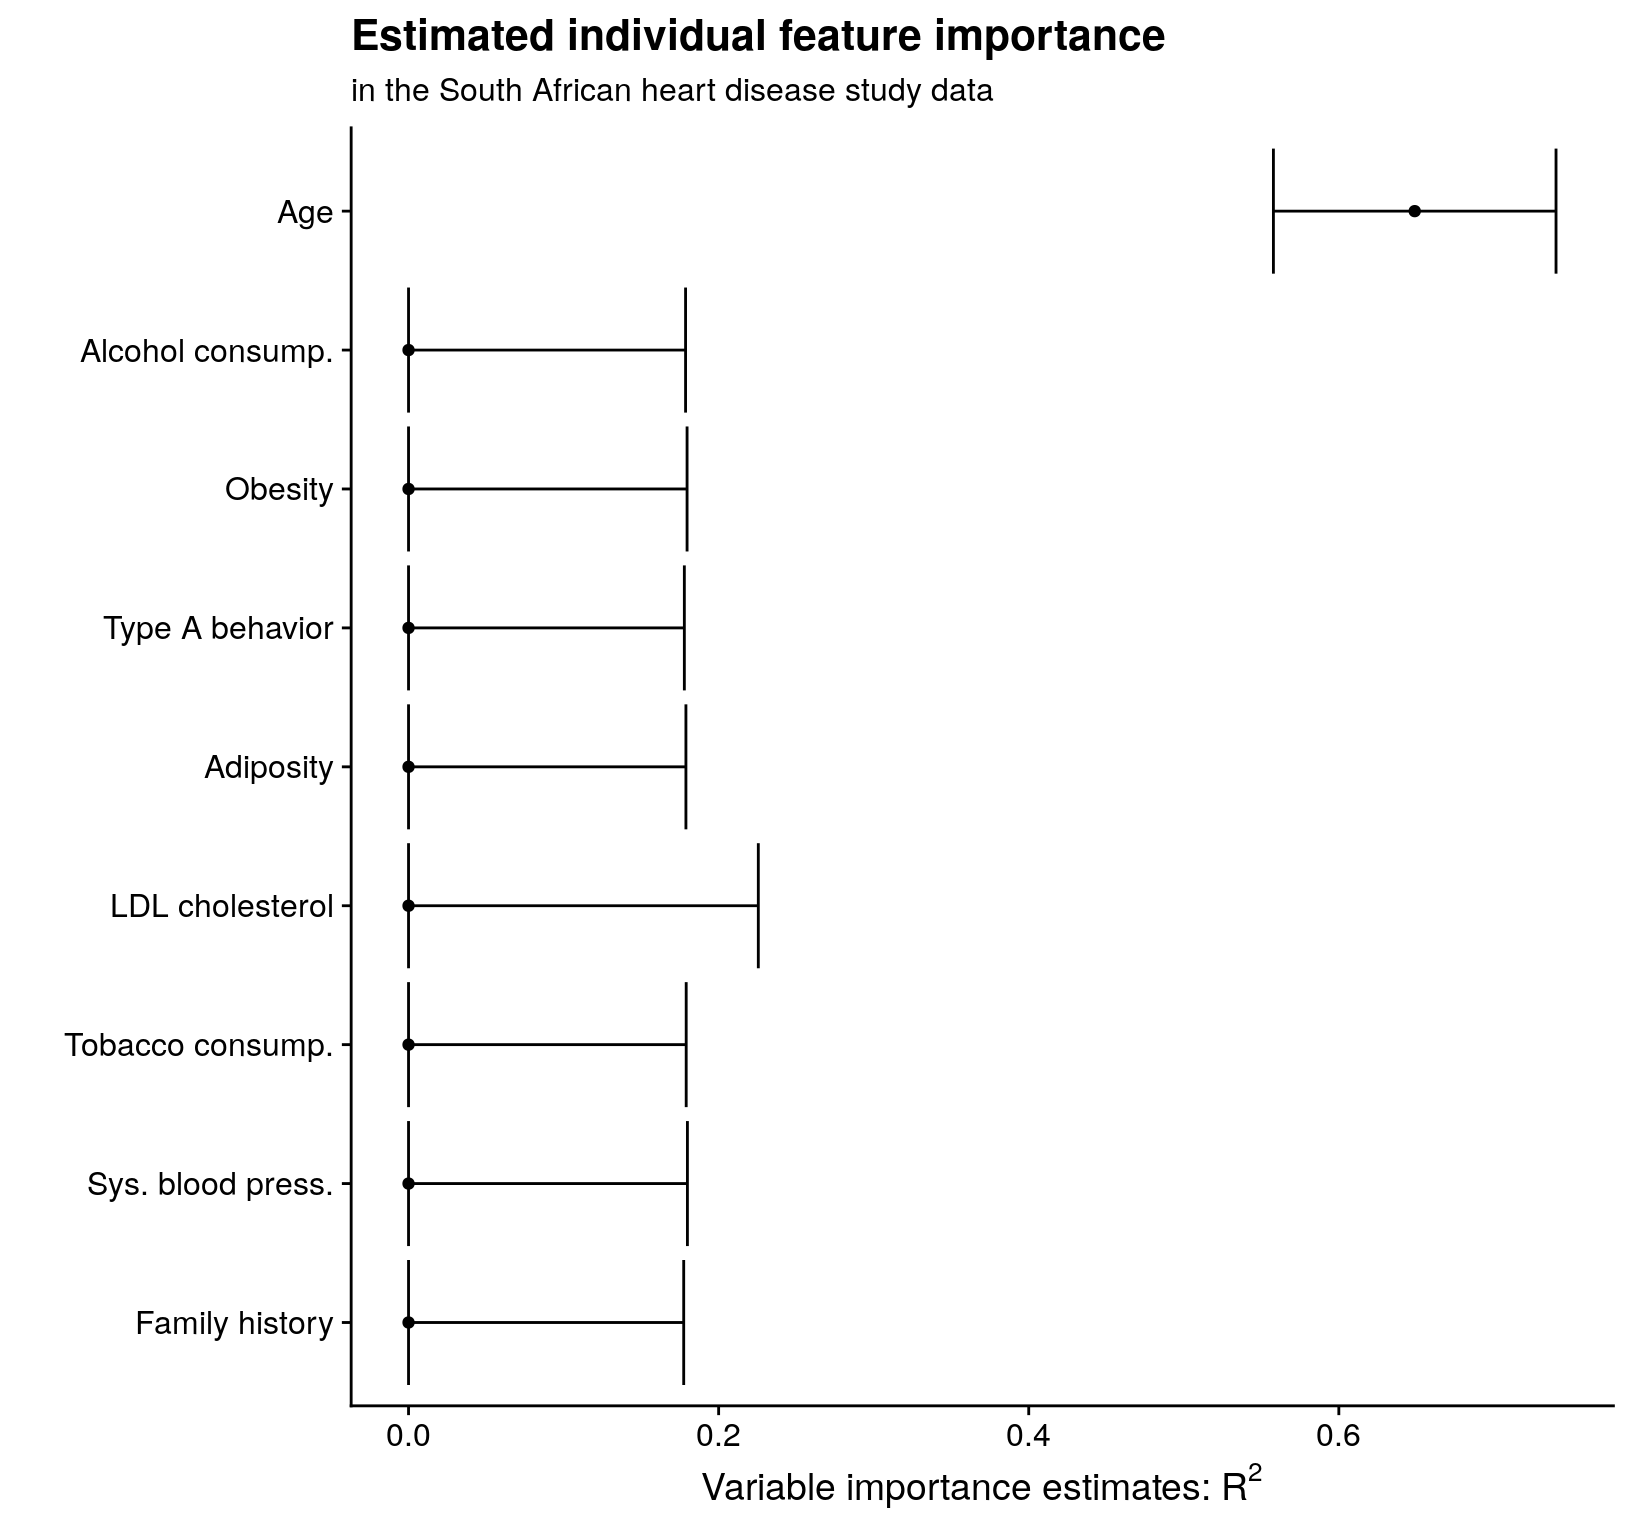 Estimated individual feature importance
in the South African heart disease study data
Age
Alcohol consump.
Obesity
Type A behavior
Adiposity
LDL cholesterol
Tobacco consump.
Sys. blood press.
Family history
0.0 0.2 0.4 0.6
Variable importance estimates: R²